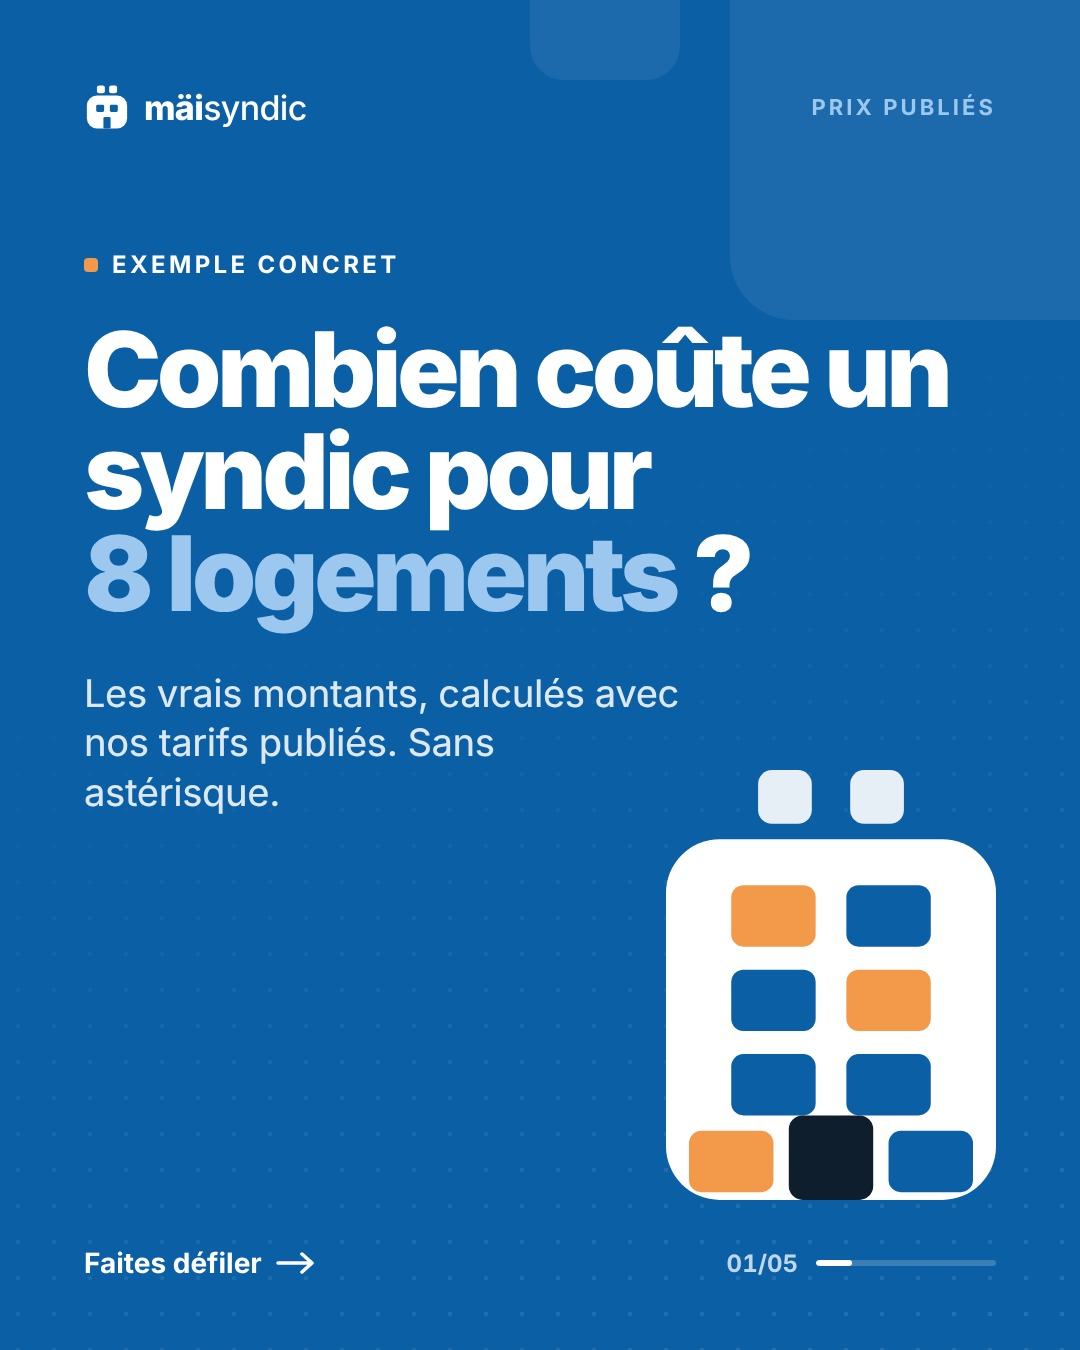 mäisyndic
PRIX PUBLIÉS
EXEMPLE CONCRET
Combien coûte un
syndic pour
8 logements ?
Les vrais montants, calculés avec
nos tarifs publiés. Sans
astérisque.
Faites défiler
01/05